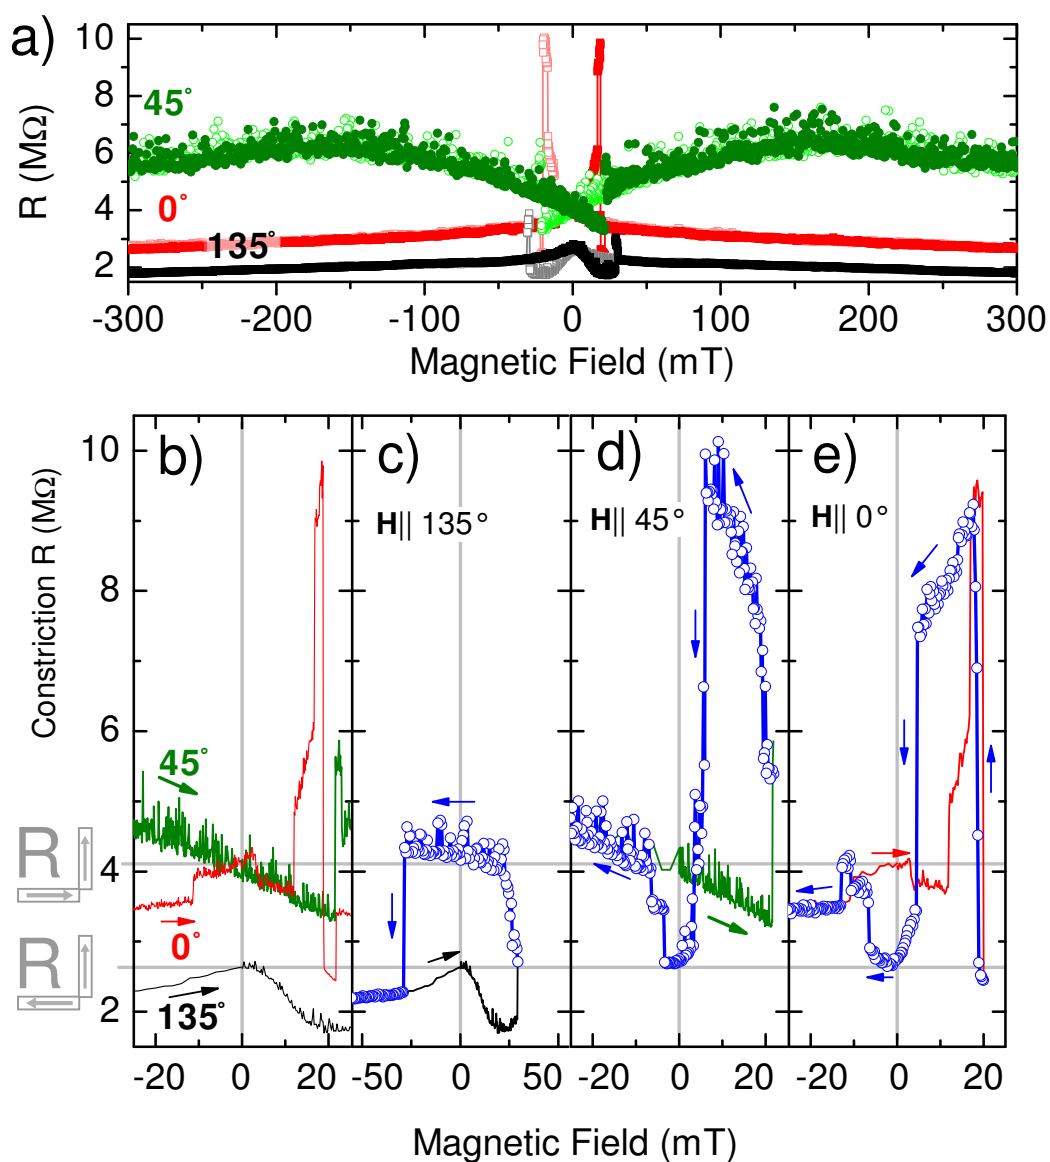 a)
R (MΩ)
10
8
6
4
2
45°
0°
135°
-300 -200 -100 0 100 200 300
Magnetic Field (mT)
Constriction R (MΩ)
10
8
6
4
2
b)
45°
0°
135°
c)
H|| 135°
d)
H|| 45°
e)
H|| 0°
R
R
-20 0 20
-50 0 50
-20 0 20
-20 0 20
Magnetic Field (mT)